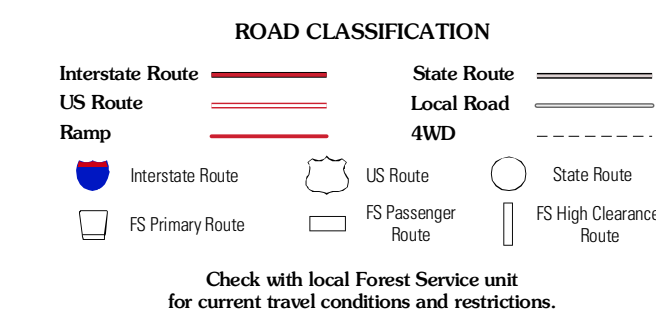 ROAD CLASSIFICATION
Interstate Route
State Route
US Route
Local Road
Ramp
4WD
Interstate Route
US Route
State Route
FS Primary Route
FS Passenger
Route
FS High Clearance
Route
Check with local Forest Service unit
for current travel conditions and restrictions.